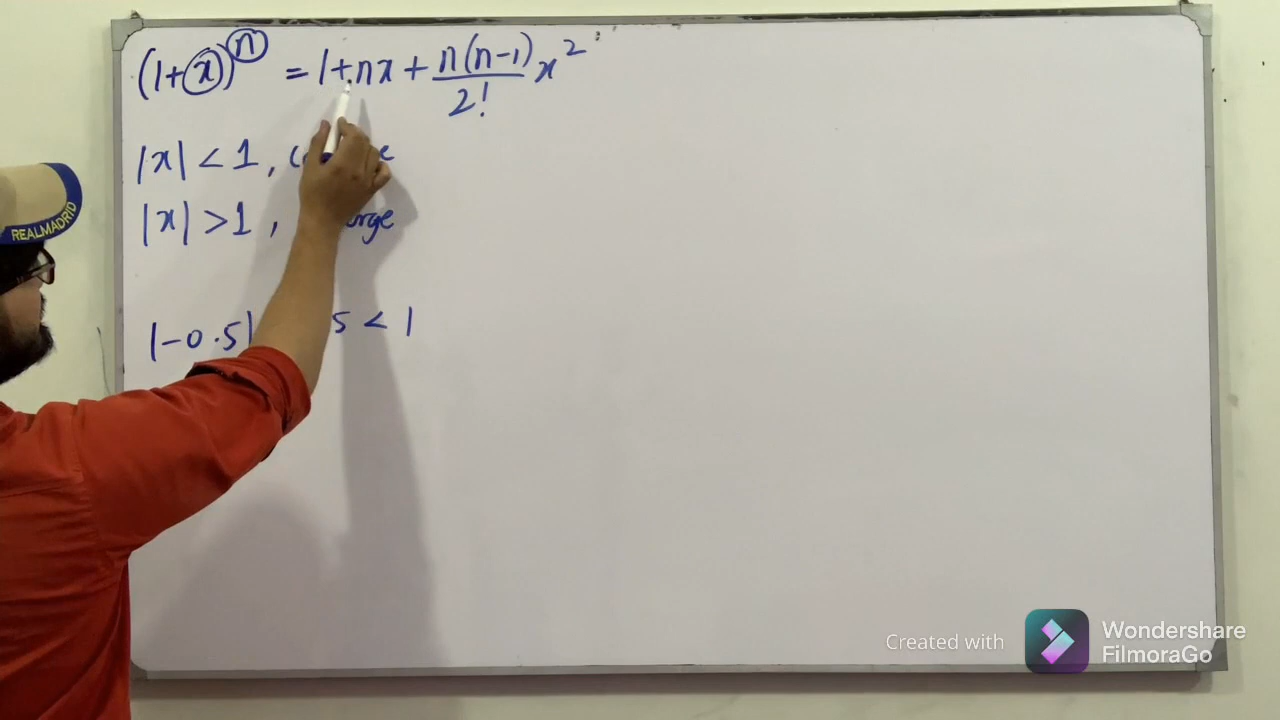 (1+x)^n = 1+nx + n(n-1)/2! x^2
|x| < 1,
|x| > 1,
|-0.5| 5 < 1
REALMADRID
Created with
Wondershare
FilmoraGo